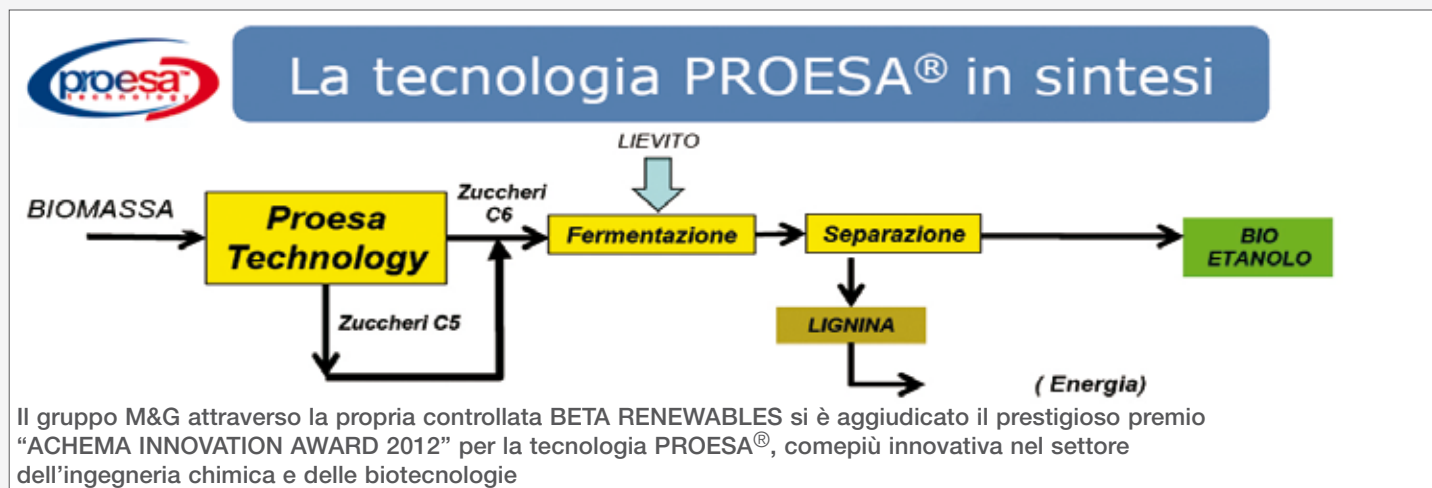 proesa™
technology
La tecnologia PROESA® in sintesi
LIEVITO
BIOMASSA
Proesa
Technology
Zuccheri
C6
Fermentazione
Separazione
BIO
ETANOLO
Zuccheri C5
LIGNINA
( Energia)
Il gruppo M&G attraverso la propria controllata BETA RENEWABLES si è aggiudicato il prestigioso premio
“ACHEMA INNOVATION AWARD 2012” per la tecnologia PROESA®, comepiù innovativa nel settore
dell’ingegneria chimica e delle biotecnologie